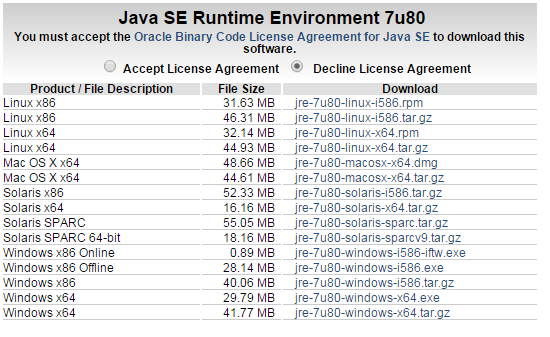 Java SE Runtime Environment 7u80
You must accept the Oracle Binary Code License Agreement for Java SE to download this
software.
Accept License Agreement Decline License Agreement
Product / File Description File Size Download
Linux x86 31.63 MB jre-7u80-linux-i586.rpm
Linux x86 46.31 MB jre-7u80-linux-i586.tar.gz
Linux x64 32.14 MB jre-7u80-linux-x64.rpm
Linux x64 44.93 MB jre-7u80-linux-x64.tar.gz
Mac OS X x64 48.66 MB jre-7u80-macosx-x64.dmg
Mac OS X x64 44.61 MB jre-7u80-macosx-x64.tar.gz
Solaris x86 52.33 MB jre-7u80-solaris-i586.tar.gz
Solaris x64 16.16 MB jre-7u80-solaris-x64.tar.gz
Solaris SPARC 55.05 MB jre-7u80-solaris-sparc.tar.gz
Solaris SPARC 64-bit 18.16 MB jre-7u80-solaris-sparcv9.tar.gz
Windows x86 Online 0.89 MB jre-7u80-windows-i586-iftw.exe
Windows x86 Offline 28.14 MB jre-7u80-windows-i586.exe
Windows x86 40.06 MB jre-7u80-windows-i586.tar.gz
Windows x64 29.79 MB jre-7u80-windows-x64.exe
Windows x64 41.77 MB jre-7u80-windows-x64.tar.gz